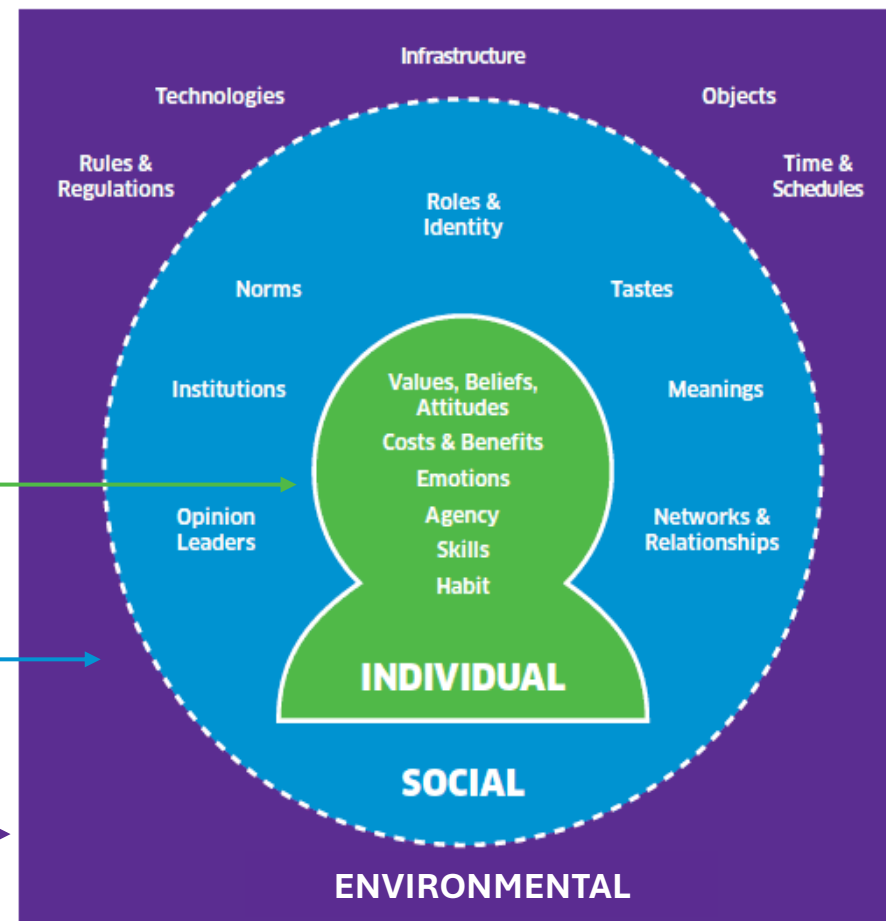 Infrastructure
Technologies
Objects
Rules &
Regulations
Time &
Schedules
Roles &
Identity
Norms
Tastes
Institutions
Values, Beliefs,
Attitudes
Meanings
Costs & Benefits
Emotions
Opinion
Leaders
Agency
Networks &
Relationships
Skills
Habit
INDIVIDUAL
SOCIAL
ENVIRONMENTAL